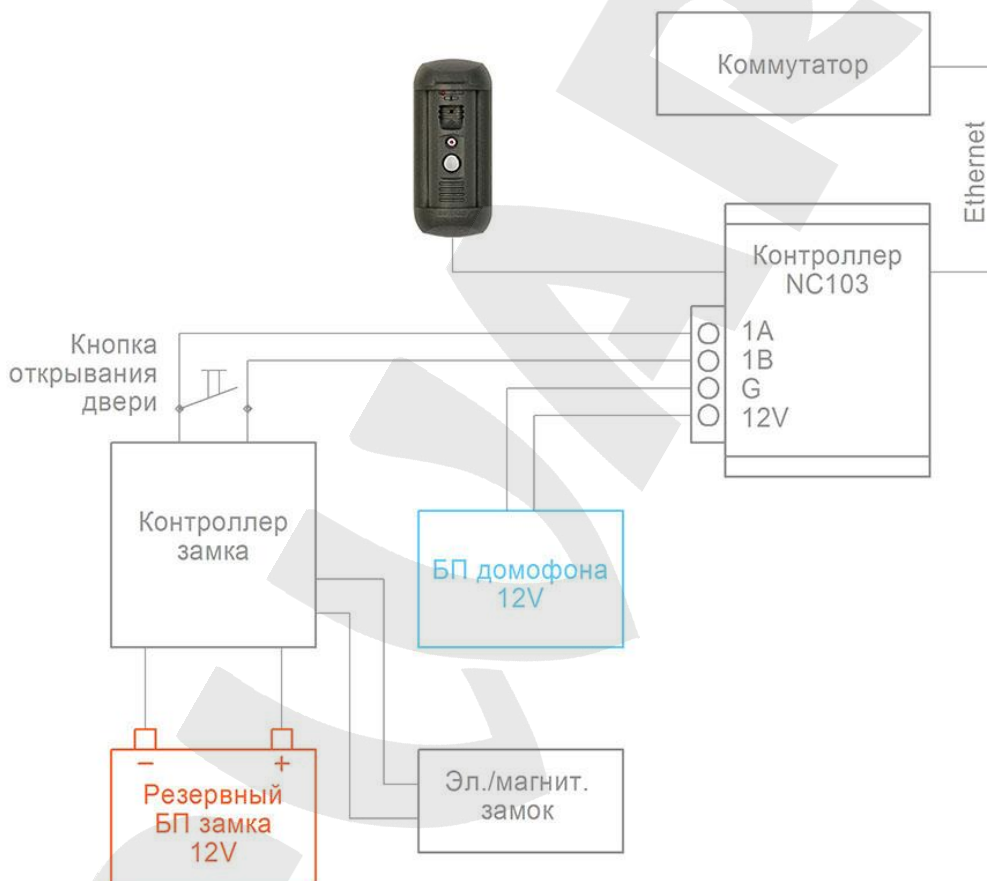 Коммутатор
Ethernet
Контроллер
NC103
1A
1B
G
12V
Кнопка
открывания
двери
Контроллер
замка
БП домофона
12V
− +
Резервный
БП замка
12V
Эл./магнит.
замок